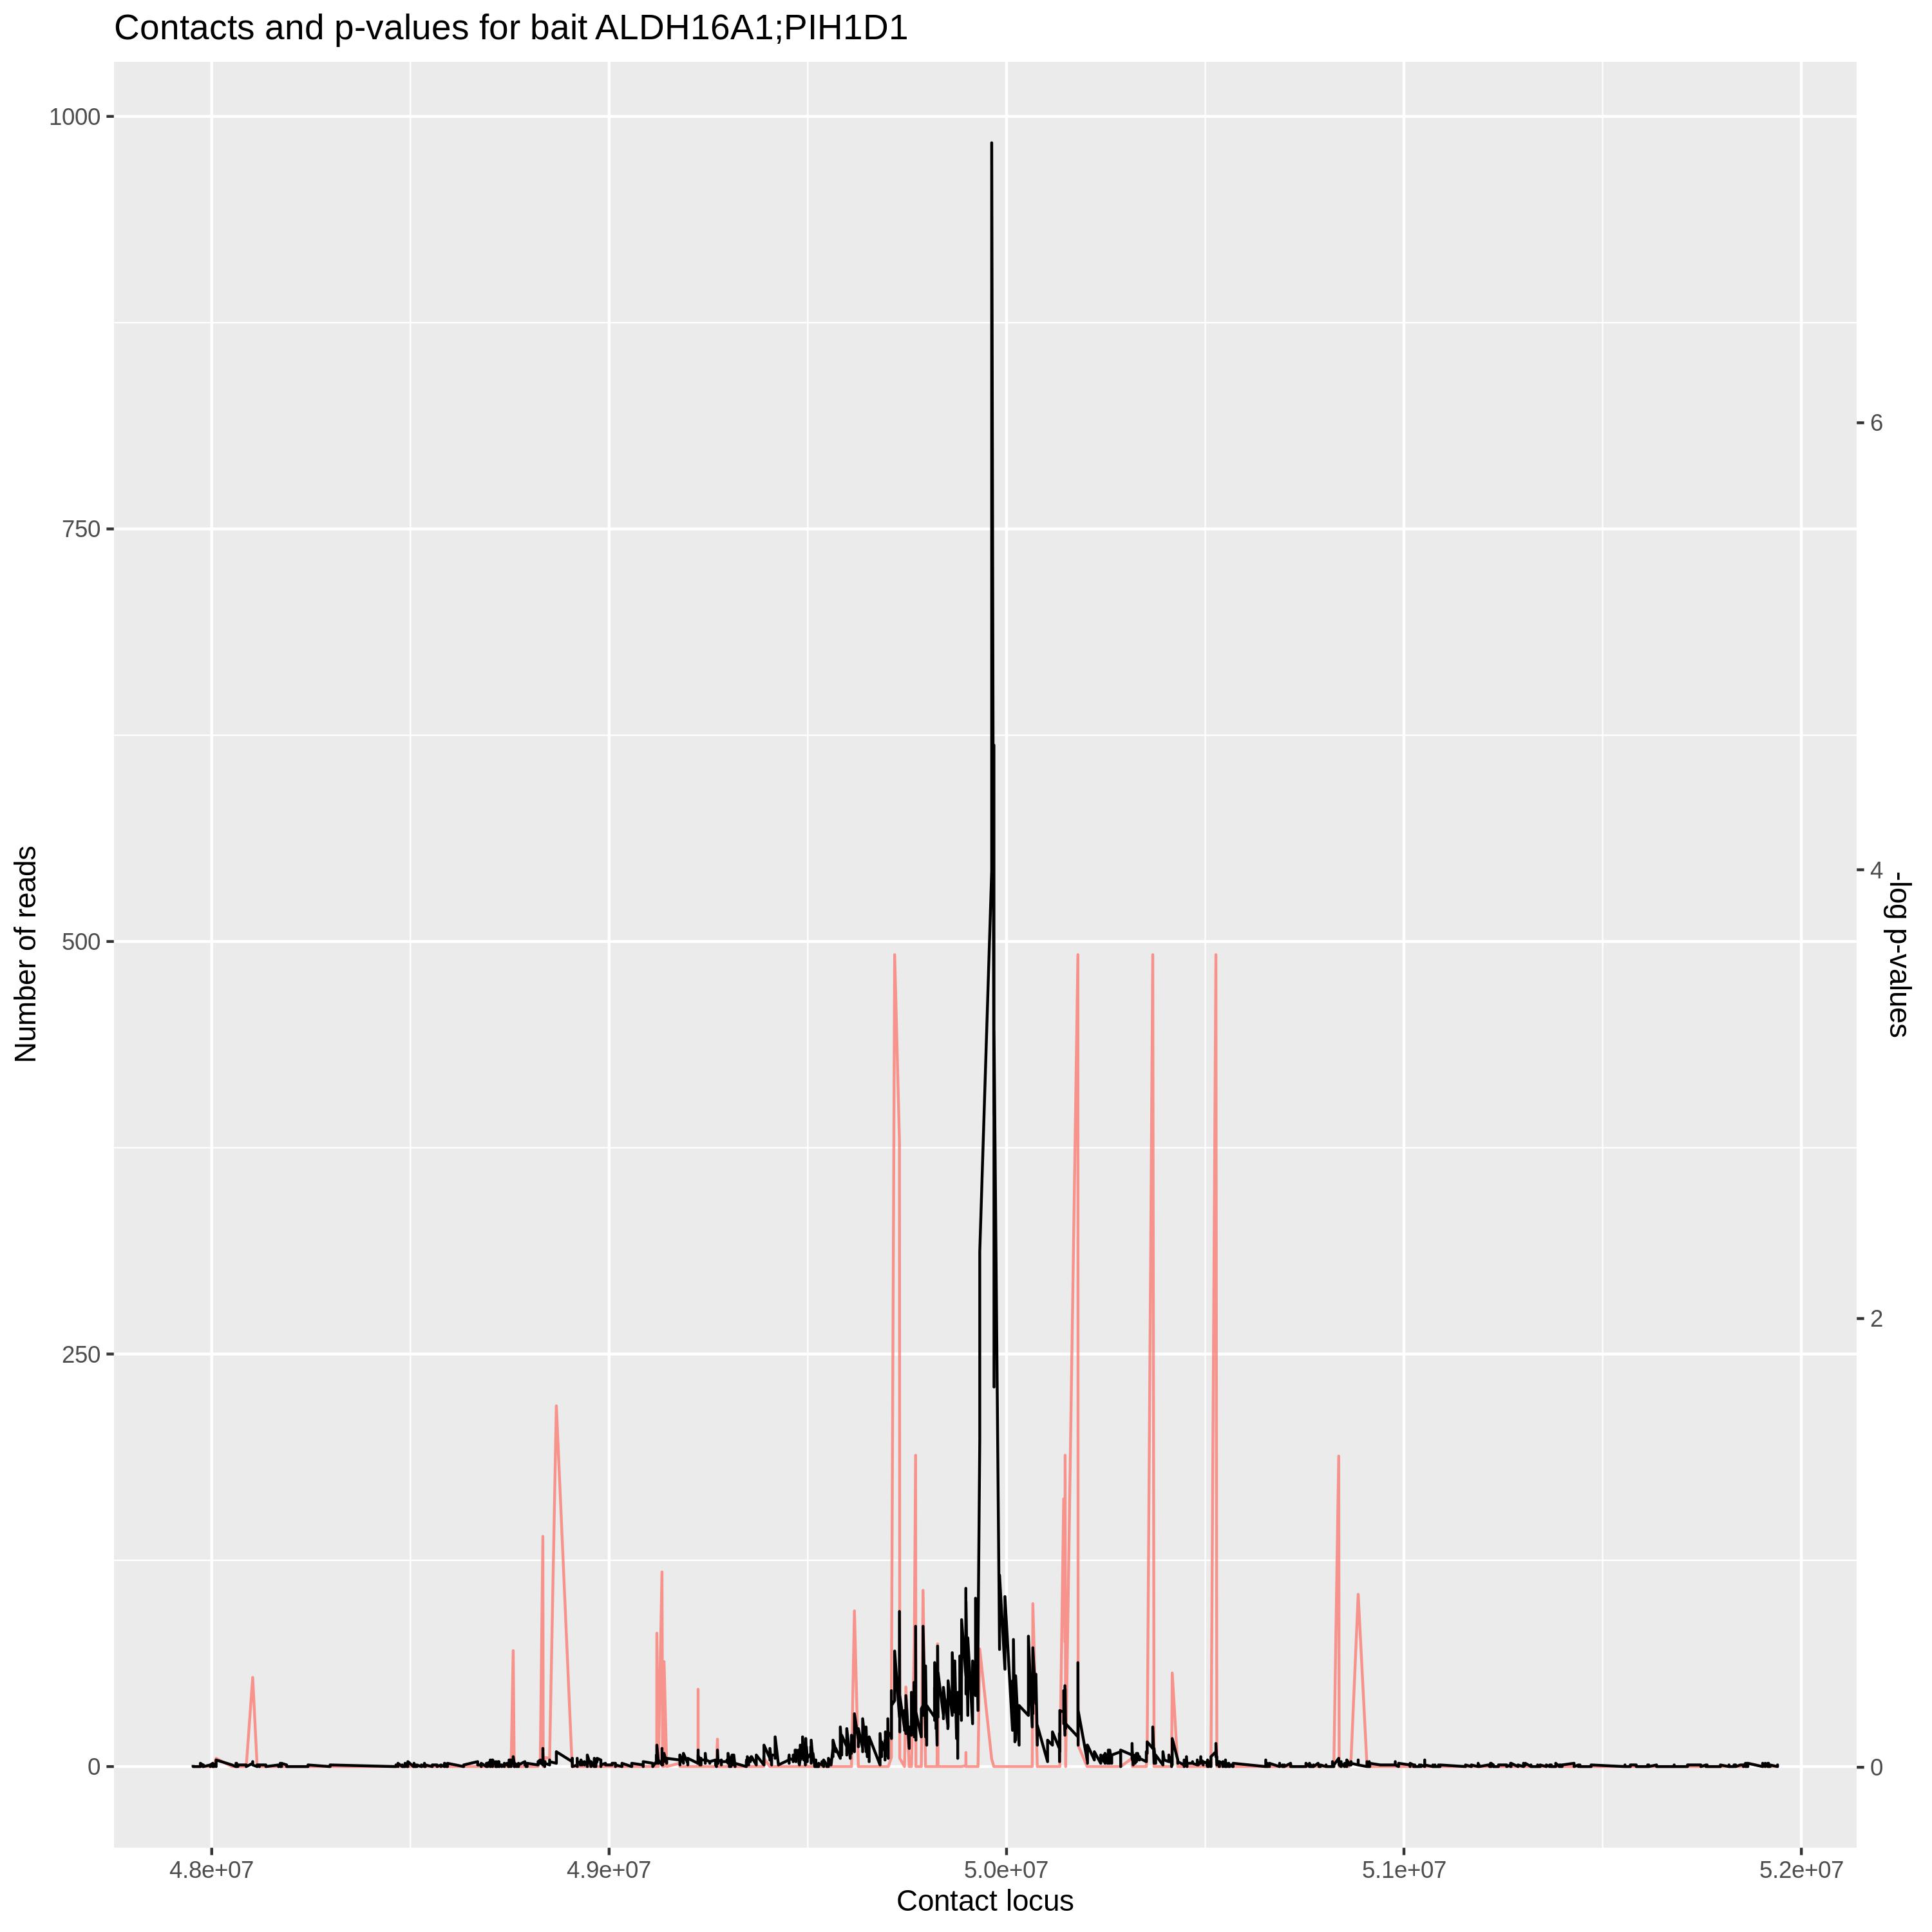 Contacts and p-values for bait ALDH16A1;PIH1D1
1000
750
500
250
0
Number of reads
6
4
2
0
-log p-values
4.8e+07
4.9e+07
5.0e+07
5.1e+07
5.2e+07
Contact locus